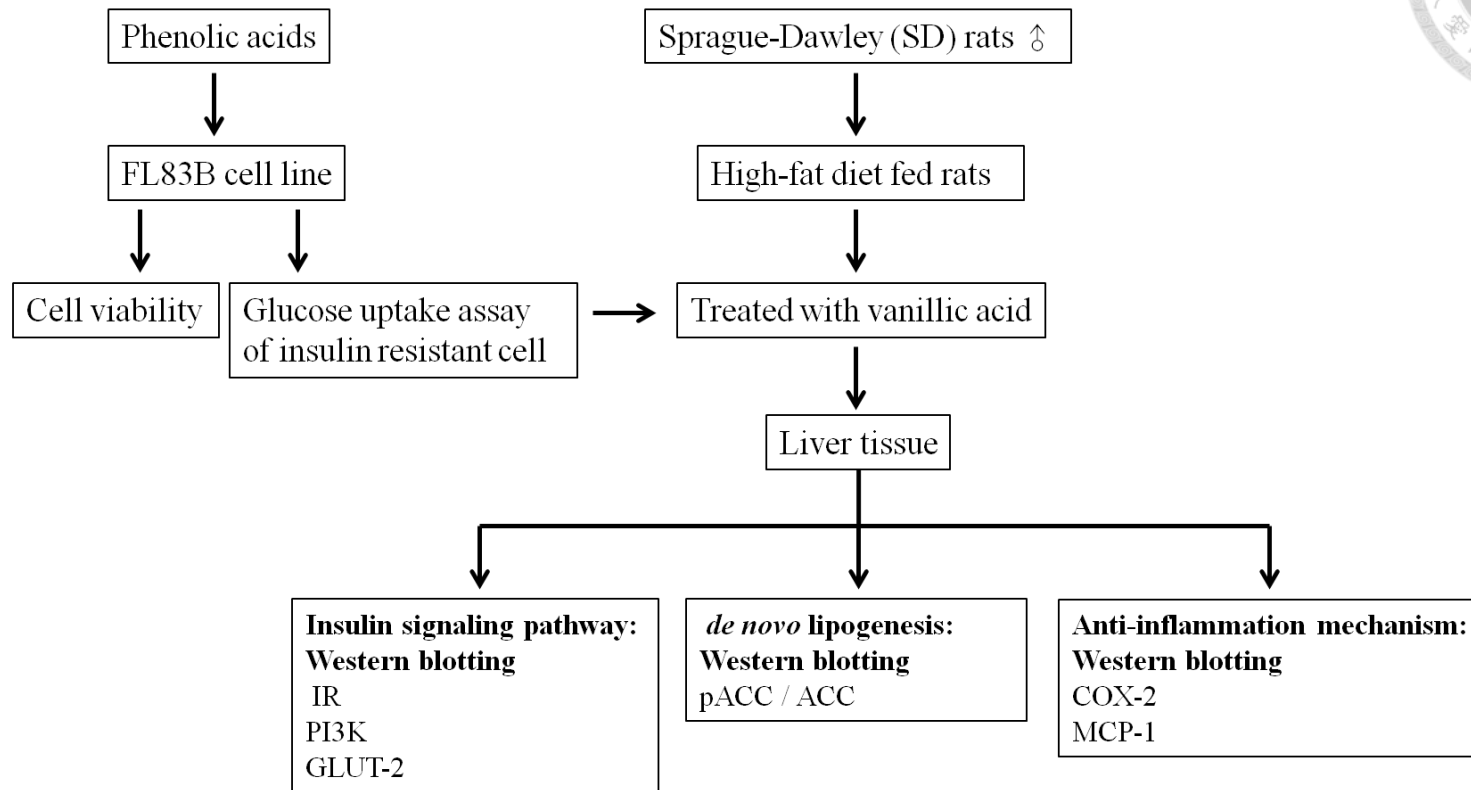 Phenolic acids
Sprague-Dawley (SD) rats ♂
FL83B cell line
High-fat diet fed rats
Cell viability
Glucose uptake assay
of insulin resistant cell
Treated with vanillic acid
Liver tissue
Insulin signaling pathway:
Western blotting
IR
PI3K
GLUT-2
de novo lipogenesis:
Western blotting
pACC / ACC
Anti-inflammation mechanism:
Western blotting
COX-2
MCP-1